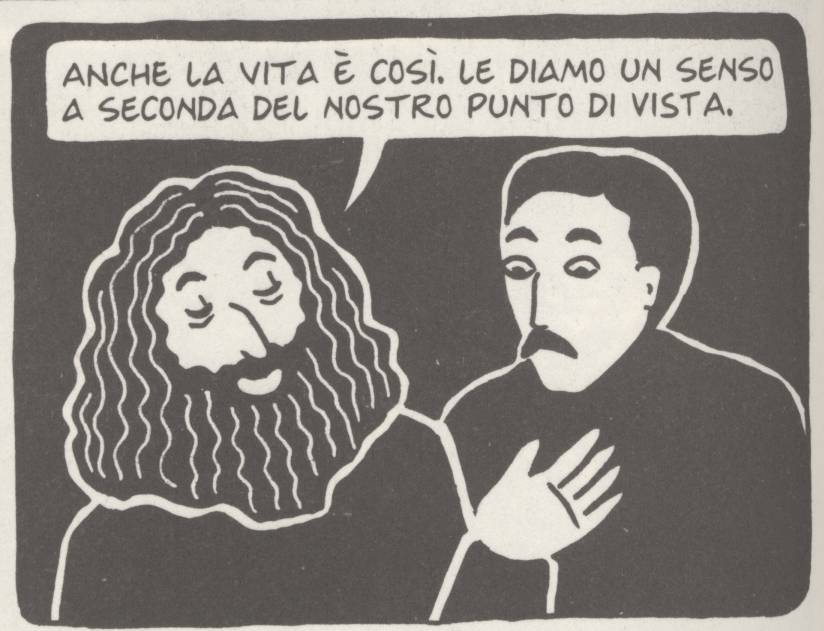 ANCHE LA VITA È COSÌ. LE DIAMO UN SENSO
A SECONDA DEL NOSTRO PUNTO DI VISTA.